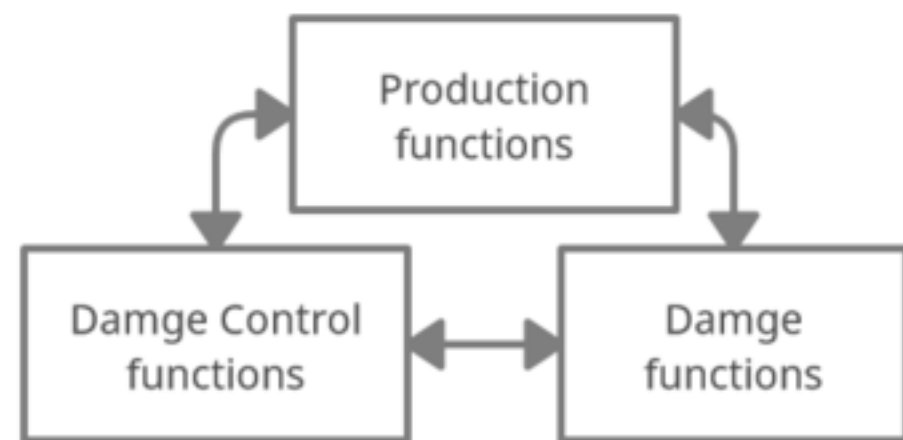 Production
functions
Damge Control
functions
Damge
functions